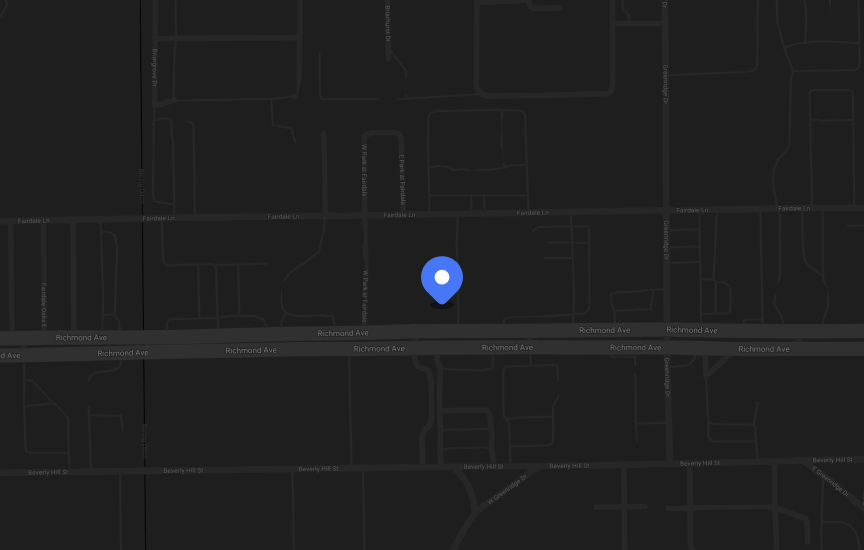 Dr
Briarhurst Dr
Briargrove Dr
Greenridge Dr
W Park at Fairdale
E Park at Fairdale
Fairdale Ln
Fairdale Ln
Fairdale Ln
Fairdale Ln
Fairdale Ln
Fairdale Ln
Fairdale Ln
Greenridge Dr
W Park at Fairdale
Fairdale Oaks E
Richmond Ave
Richmond Ave
Richmond Ave
Richmond Ave
d Ave
Richmond Ave
Richmond Ave
Richmond Ave
Richmond Ave
Richmond Ave
Richmond Ave
Greenridge Dr
Beverly Hill St
Beverly Hill St
Beverly Hill St
Beverly Hill St
Beverly Hill St
Beverly Hill St
Beverly Hill St
W Greenridge Dr
E Greenridge Dr